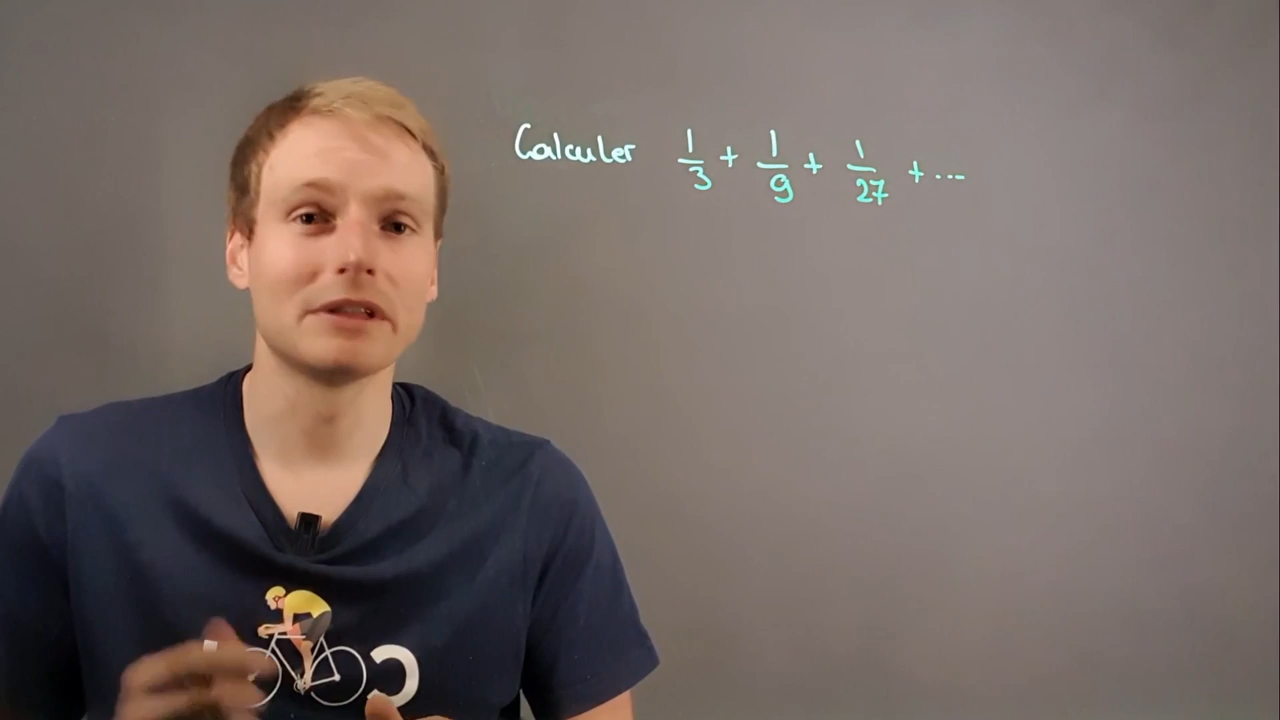 Calculer 1/3 + 1/9 + 1/27 + ...